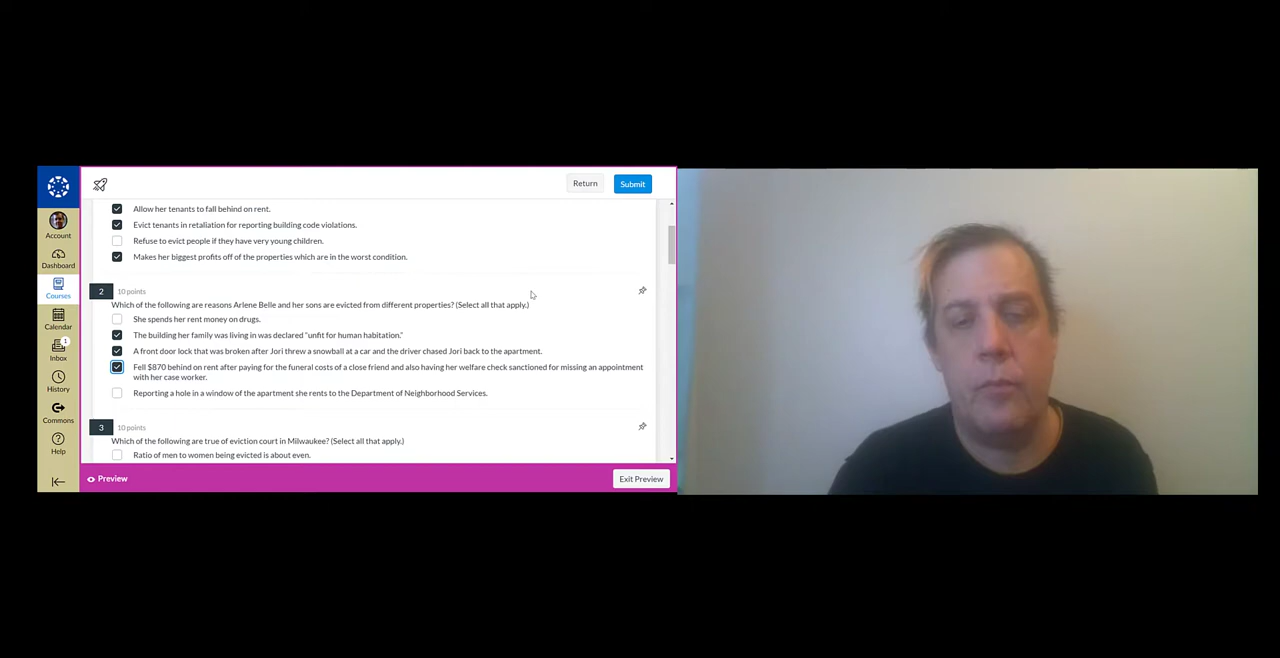 Return
Submit
Allow her tenants to fall behind on rent.
Evict tenants in retaliation for reporting building code violations.
Refuse to evict people if they have very young children.
Makes her biggest profits off of the properties which are in the worst condition.
2
10 points
Which of the following are reasons Arlene Belle and her sons are evicted from different properties? (Select all that apply.)
She spends her rent money on drugs.
The building her family was living in was declared "unfit for human habitation."
A front door lock that was broken after Jori threw a snowball at a car and the driver chased Jori back to the apartment.
Fell $870 behind on rent after paying for the funeral costs of a close friend and also having her welfare check sanctioned for missing an appointment
with her case worker.
Reporting a hole in a window of the apartment she rents to the Department of Neighborhood Services.
3
10 points
Which of the following are true of eviction court in Milwaukee? (Select all that apply.)
Ratio of men to women being evicted is about even.
Account
Dashboard
Courses
Calendar
1
Inbox
History
Commons
Help
Preview
Exit Preview